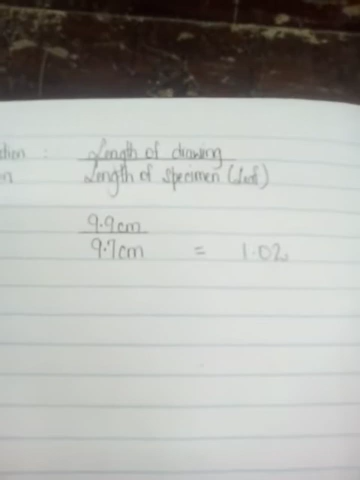 Length of drawing
Length of specimen (Leaf)
9.9cm
9.7cm = 1.02